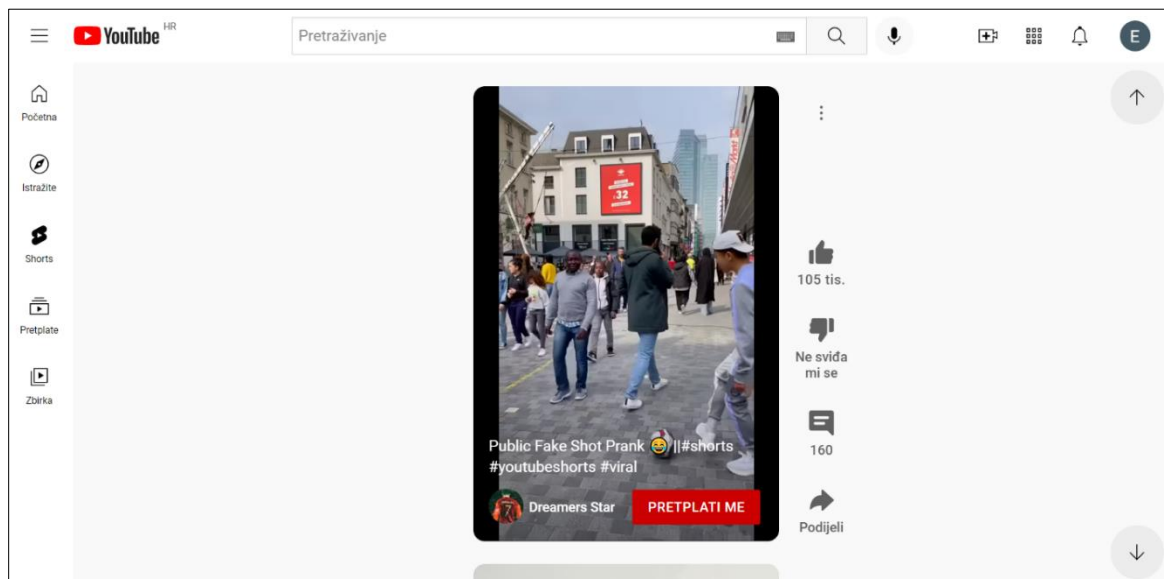 YouTube HR
Pretraživanje
E
Početna
Istražite
Shorts
Pretplate
Zbirka
32
105 tis.
Ne sviđa
mi se
160
Podijeli
Public Fake Shot Prank 😂 ||#shorts
#youtubeshorts #viral
7
Dreamers Star
PRETPLATI ME